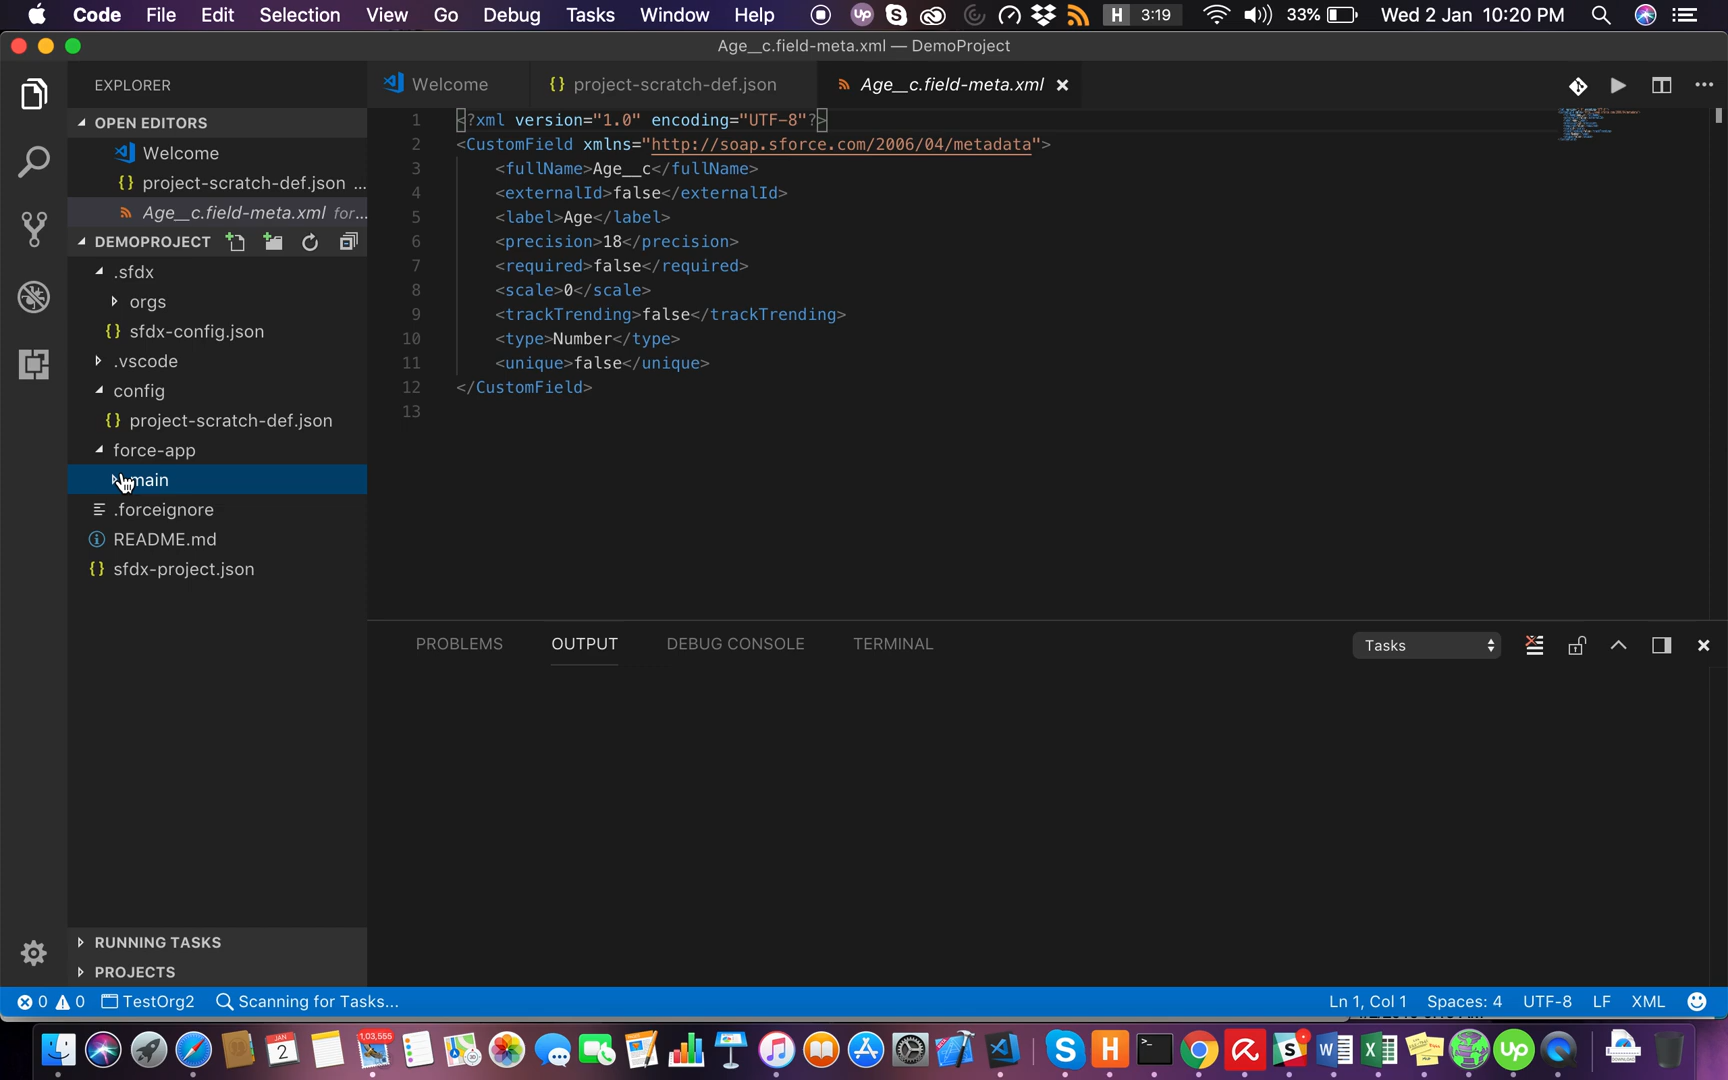 Code File Edit Selection View Go Debug Tasks Window Help Up H 3:19 33% Wed 2 Jan 10:20 PM
Age__c.field-meta.xml — DemoProject
EXPLORER
Welcome
{} project-scratch-def.json
Age__c.field-meta.xml
OPEN EDITORS
Welcome
{} project-scratch-def.json ...
Age__c.field-meta.xml for...
DEMOPROJECT
.sfdx
orgs
{} sfdx-config.json
.vscode
config
{} project-scratch-def.json
force-app
main
.forceignore
README.md
{} sfdx-project.json
RUNNING TASKS
PROJECTS
1 <?xml version="1.0" encoding="UTF-8"?>
2 <CustomField xmlns="http://soap.sforce.com/2006/04/metadata">
3 <fullName>Age__c</fullName>
4 <externalId>false</externalId>
5 <label>Age</label>
6 <precision>18</precision>
7 <required>false</required>
8 <scale>0</scale>
9 <trackTrending>false</trackTrending>
10 <type>Number</type>
11 <unique>false</unique>
12 </CustomField>
13
PROBLEMS OUTPUT DEBUG CONSOLE TERMINAL Tasks
0 0 TestOrg2 Scanning for Tasks... Ln 1, Col 1 Spaces: 4 UTF-8 LF XML
JAN
2
1,03,555
H
W
X
Up